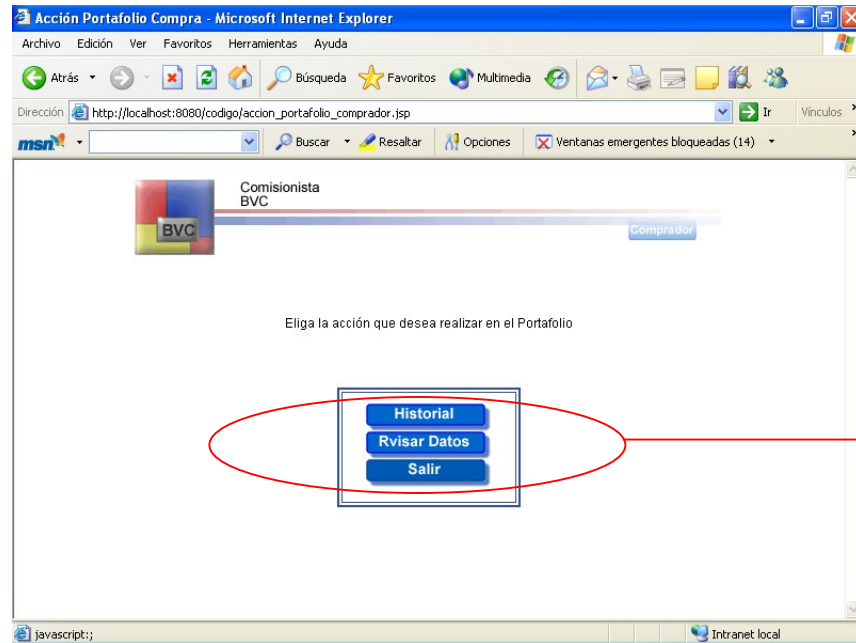 Acción Portafolio Compra - Microsoft Internet Explorer
Archivo Edición Ver Favoritos Herramientas Ayuda
Atrás Búsqueda Favoritos Multimedia
Dirección http://localhost:8080/codigo/accion_portafolio_comprador.jsp Ir Vínculos
msn Buscar Resaltar Opciones Ventanas emergentes bloqueadas (14)
Comisionista
BVC
BVC
Comprador
Eliga la acción que desea realizar en el Portafolio
Historial
Rvisar Datos
Salir
javascript:; Intranet local